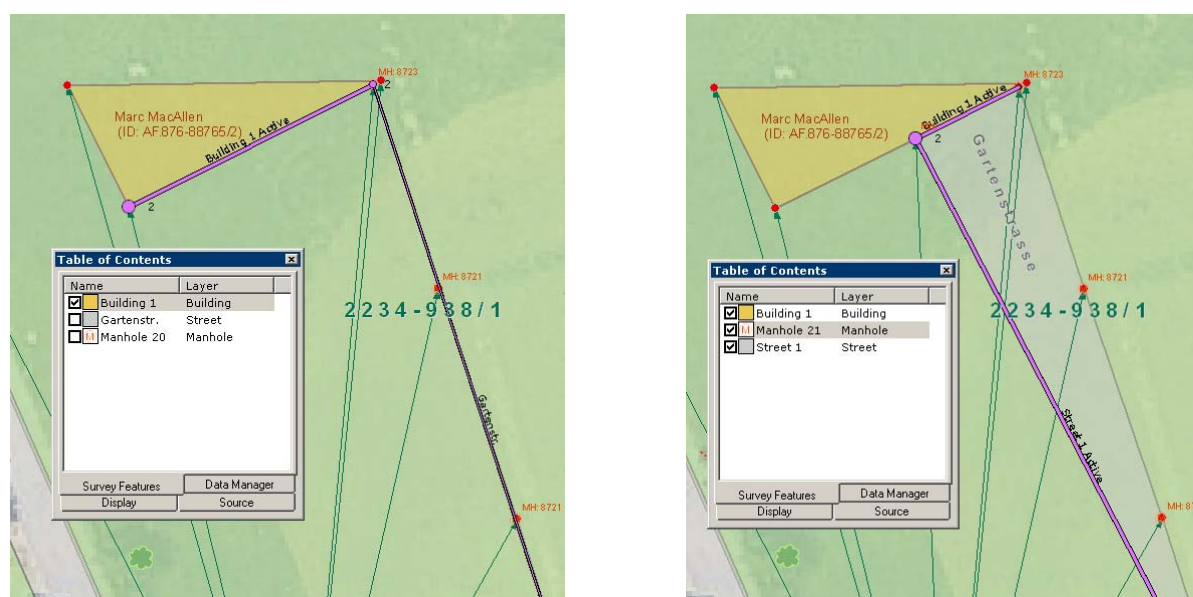 MH: 8723
2
Marc MacAllen
(ID: AF.876-88765/2)
Building 1 Active
2
MH: 8721
2234-938/1
Gartenstr.
MH: 8721
Table of Contents
Name Layer
Building 1 Building
Gartenstr. Street
M Manhole 20 Manhole
Survey Features Data Manager
Display Source
MH: 8723
Building 1 Active
Marc MacAllen
(ID: AF.876-88765/2)
2
Gartenstrasse
MH: 8721
2234-938/1
Street 1 Active
Table of Contents
Name Layer
Building 1 Building
M Manhole 21 Manhole
Street 1 Street
Survey Features Data Manager
Display Source